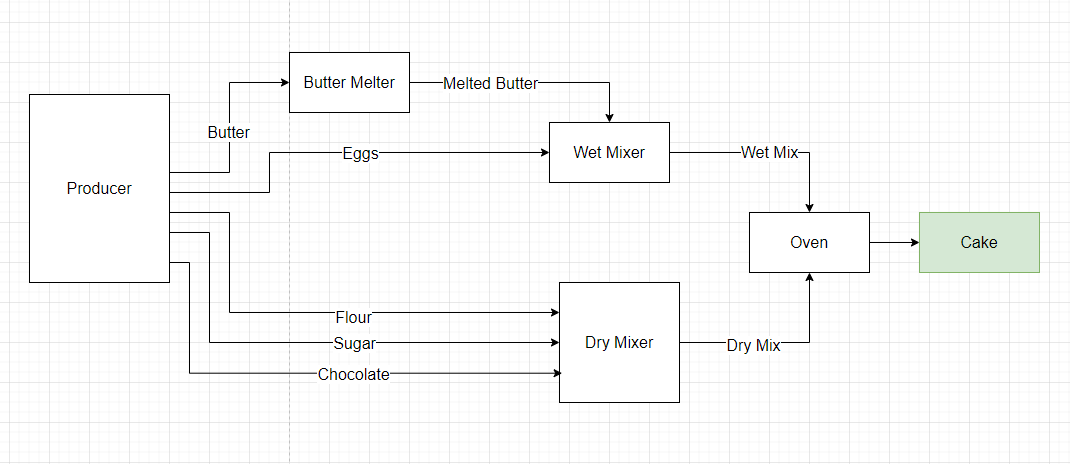 Butter Melter
Melted Butter
Butter
Eggs
Wet Mixer
Wet Mix
Producer
Oven
Cake
Flour
Sugar
Chocolate
Dry Mixer
Dry Mix